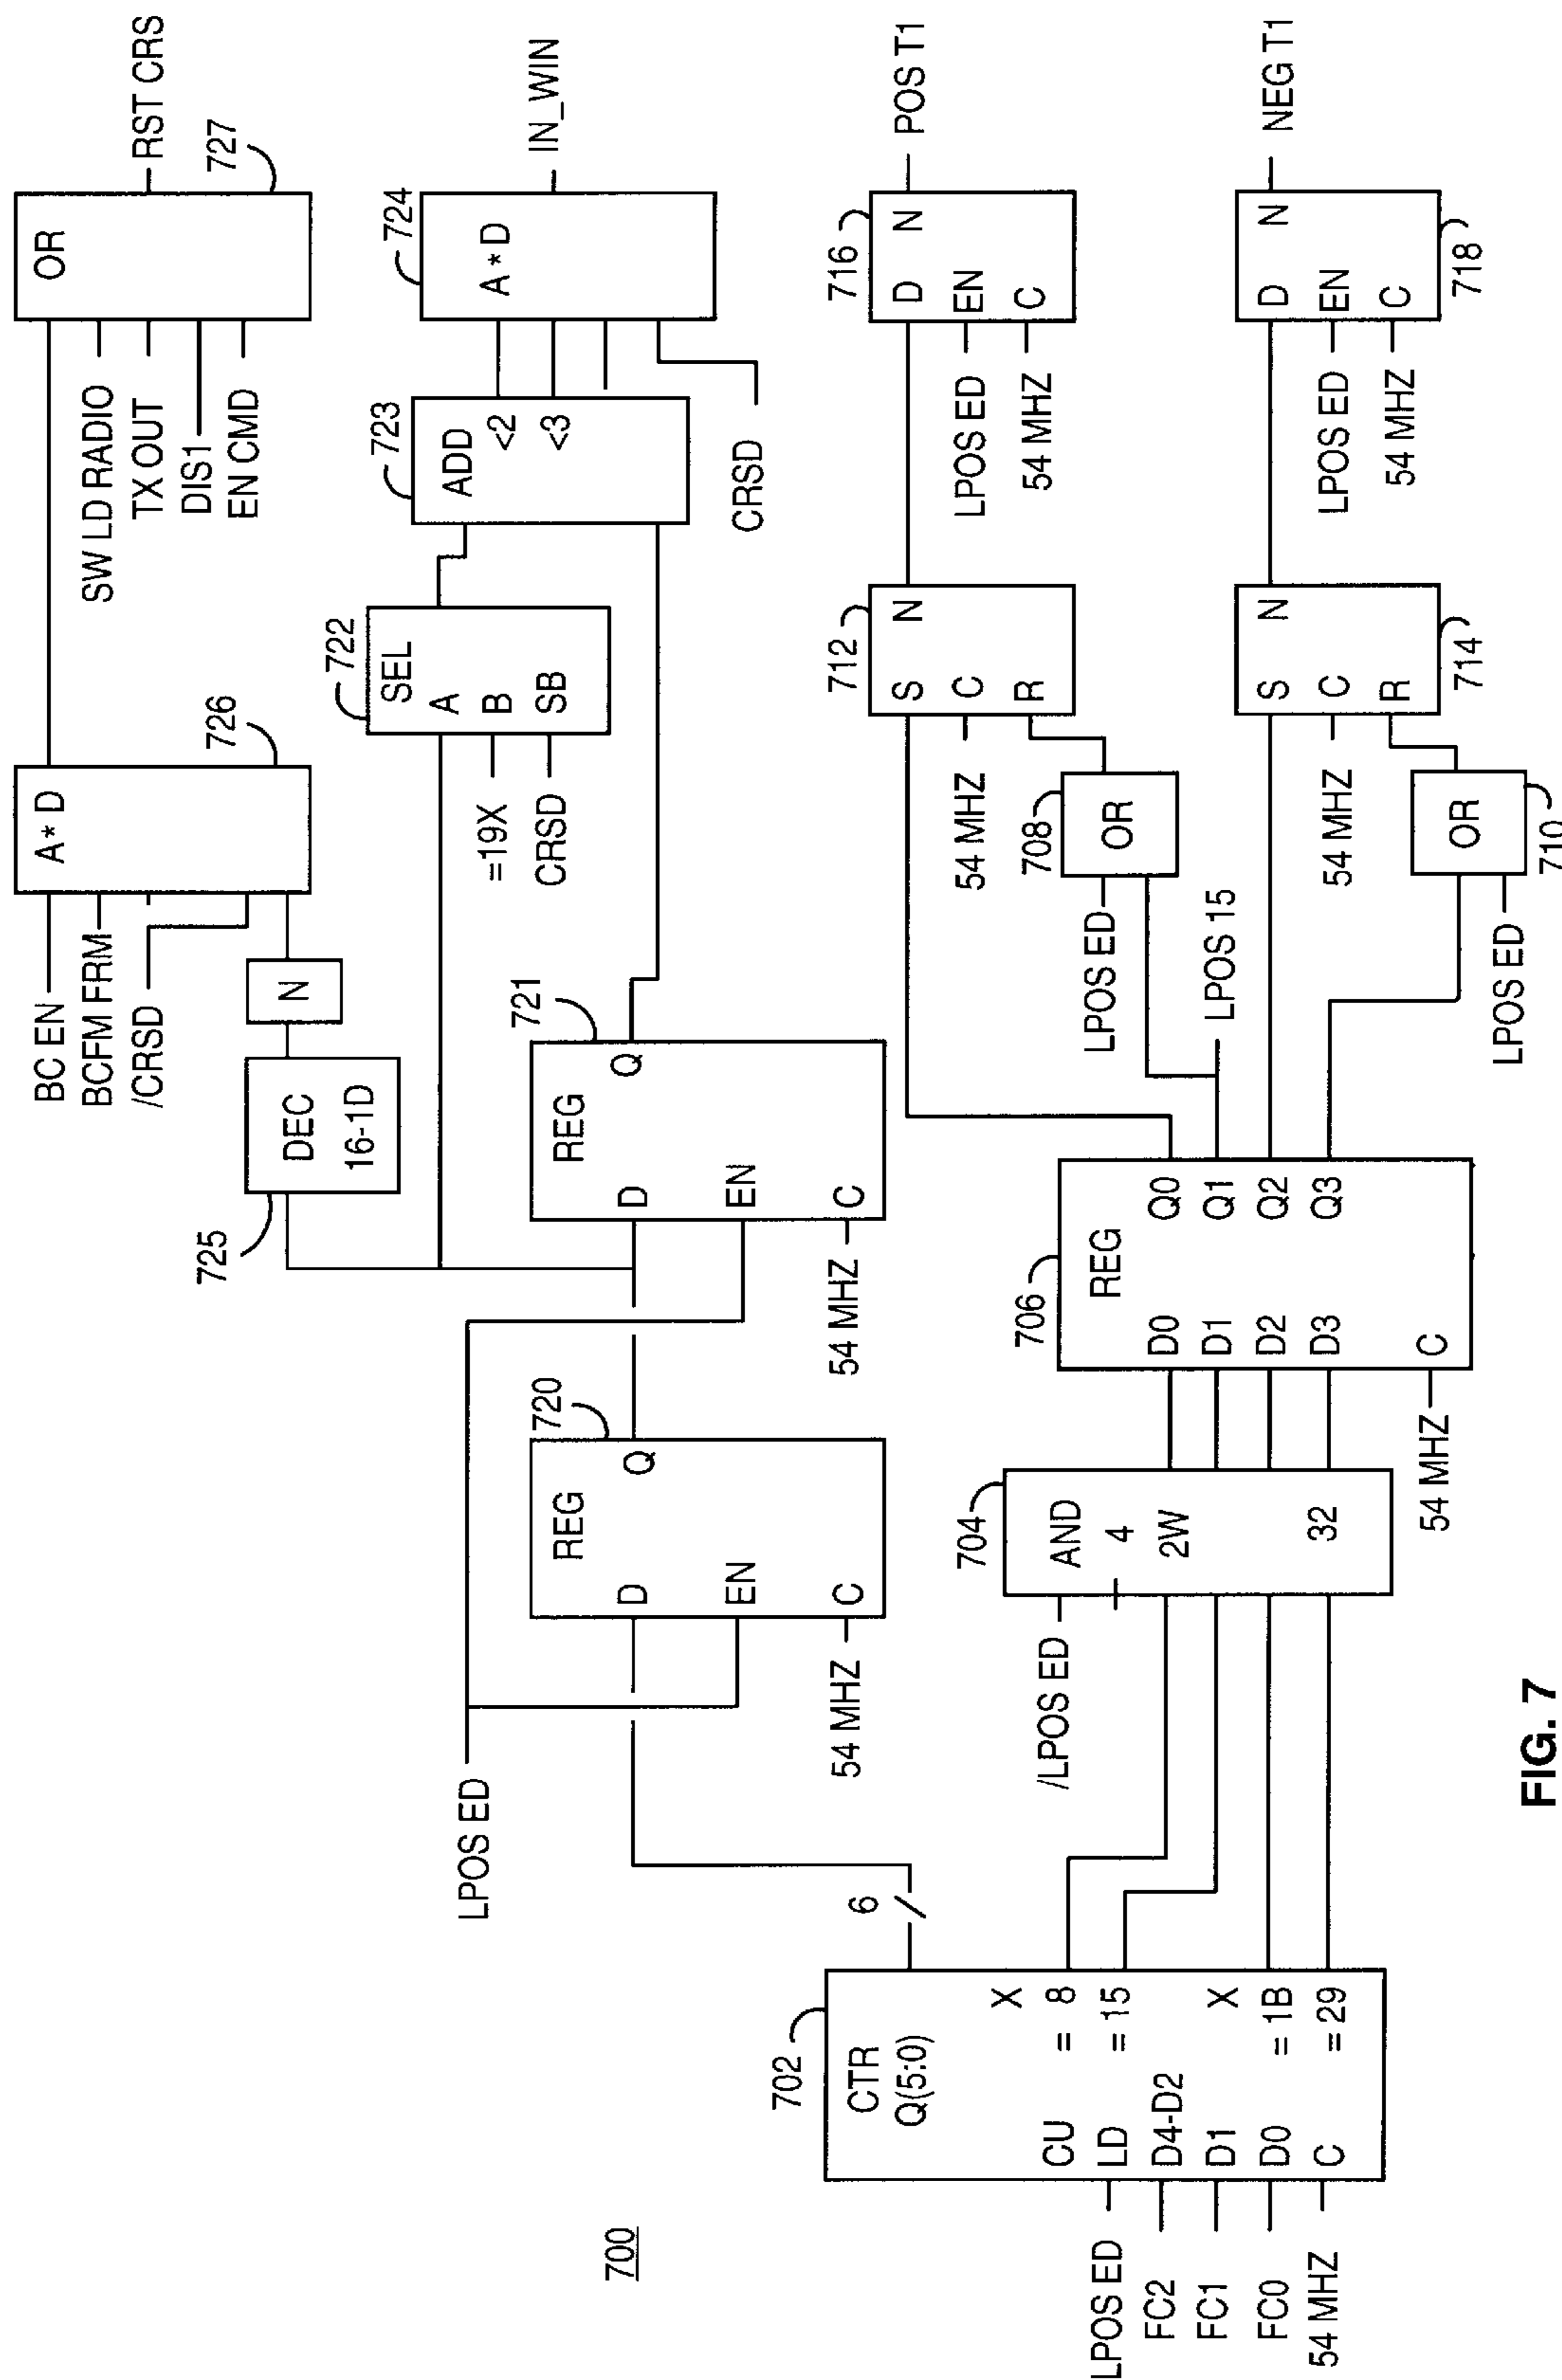 700
LPOS ED
FC2
FC1
FC0
54 MHZ
702
CTR
Q(5:0)
CU
LD
D4-D2
D1
D0
C
X
= 8
= 15
X
= 1B
= 29
6
LPOS ED
720
REG
D
Q
EN
C
54 MHZ
721
REG
D
Q
EN
C
54 MHZ
725
DEC
16-1D
N
BC EN
BCFM FRM
/CRSD
726
A * D
SW LD RADIO
TX OUT
DIS1
EN CMD
OR
727
RST CRS
722
SEL
A
B
SB
=19X
CRSD
723
ADD
<2
<3
CRSD
724
A * D
IN_WIN
/LPOS ED
704
AND
4
2W
32
706
REG
D0
D1
D2
D3
C
Q0
Q1
Q2
Q3
54 MHZ
LPOS 15
LPOS ED
708
OR
LPOS ED
710
OR
712
S
N
C
R
54 MHZ
714
S
N
C
R
54 MHZ
716
D
N
EN
C
LPOS ED
54 MHZ
POS T1
718
D
N
EN
C
LPOS ED
54 MHZ
NEG T1
FIG. 7